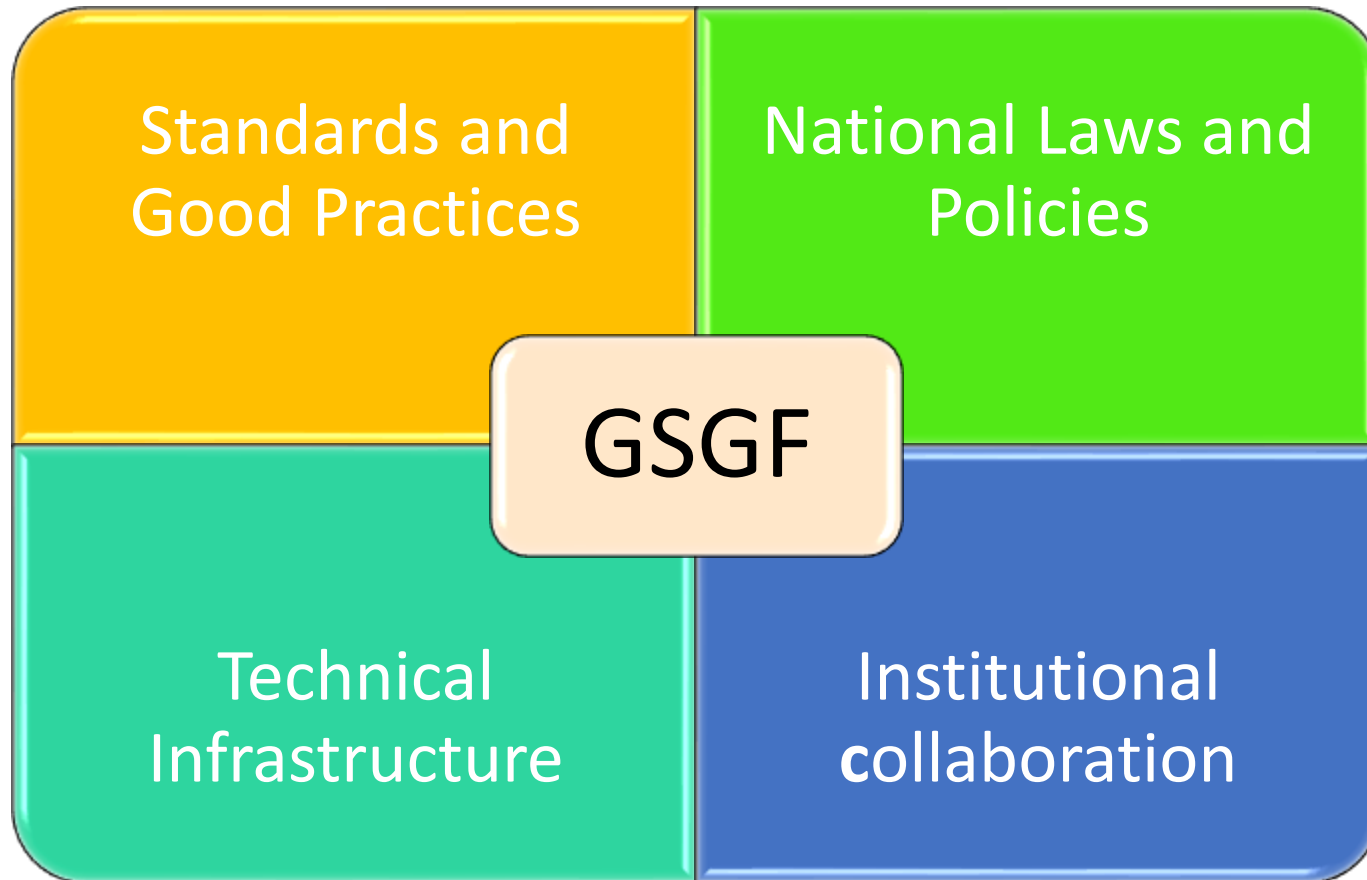 Standards and
Good Practices
National Laws and
Policies
GSGF
Technical
Infrastructure
Institutional
collaboration